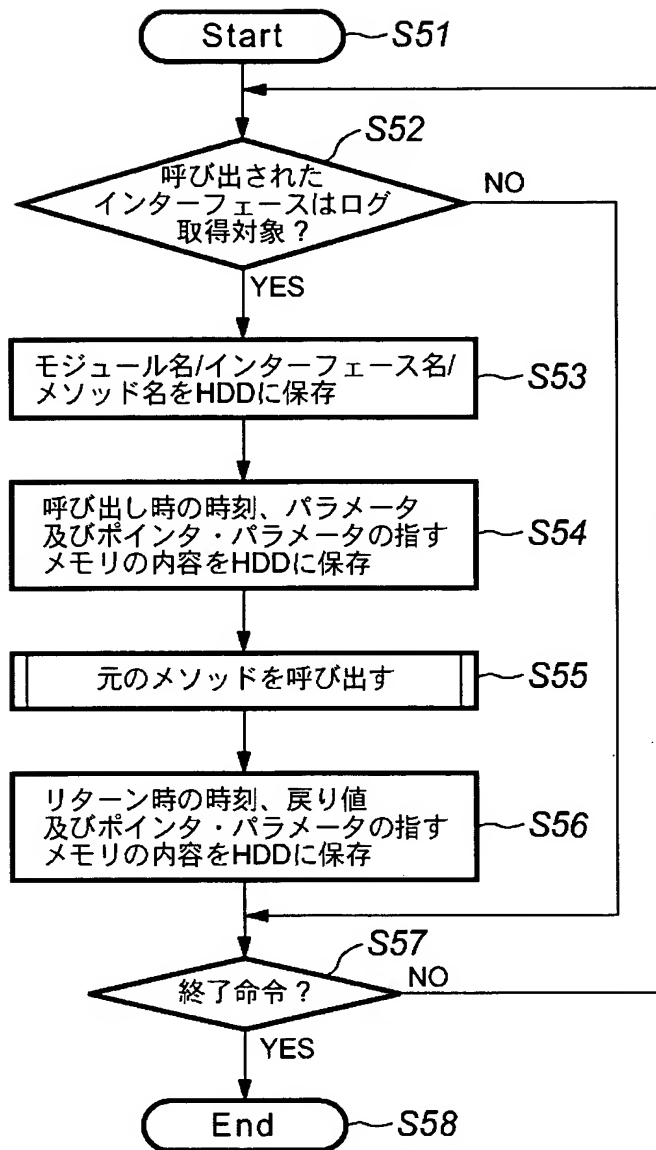 Start
S51
S52
呼び出された
インターフェースはログ
取得対象？
NO
YES
モジュール名/インターフェース名/
メソッド名をHDDに保存
S53
呼び出し時の時刻、パラメータ
及びポインタ・パラメータの指す
メモリの内容をHDDに保存
S54
元のメソッドを呼び出す
S55
リターン時の時刻、戻り値
及びポインタ・パラメータの指す
メモリの内容をHDDに保存
S56
S57
終了命令？
NO
YES
End
S58